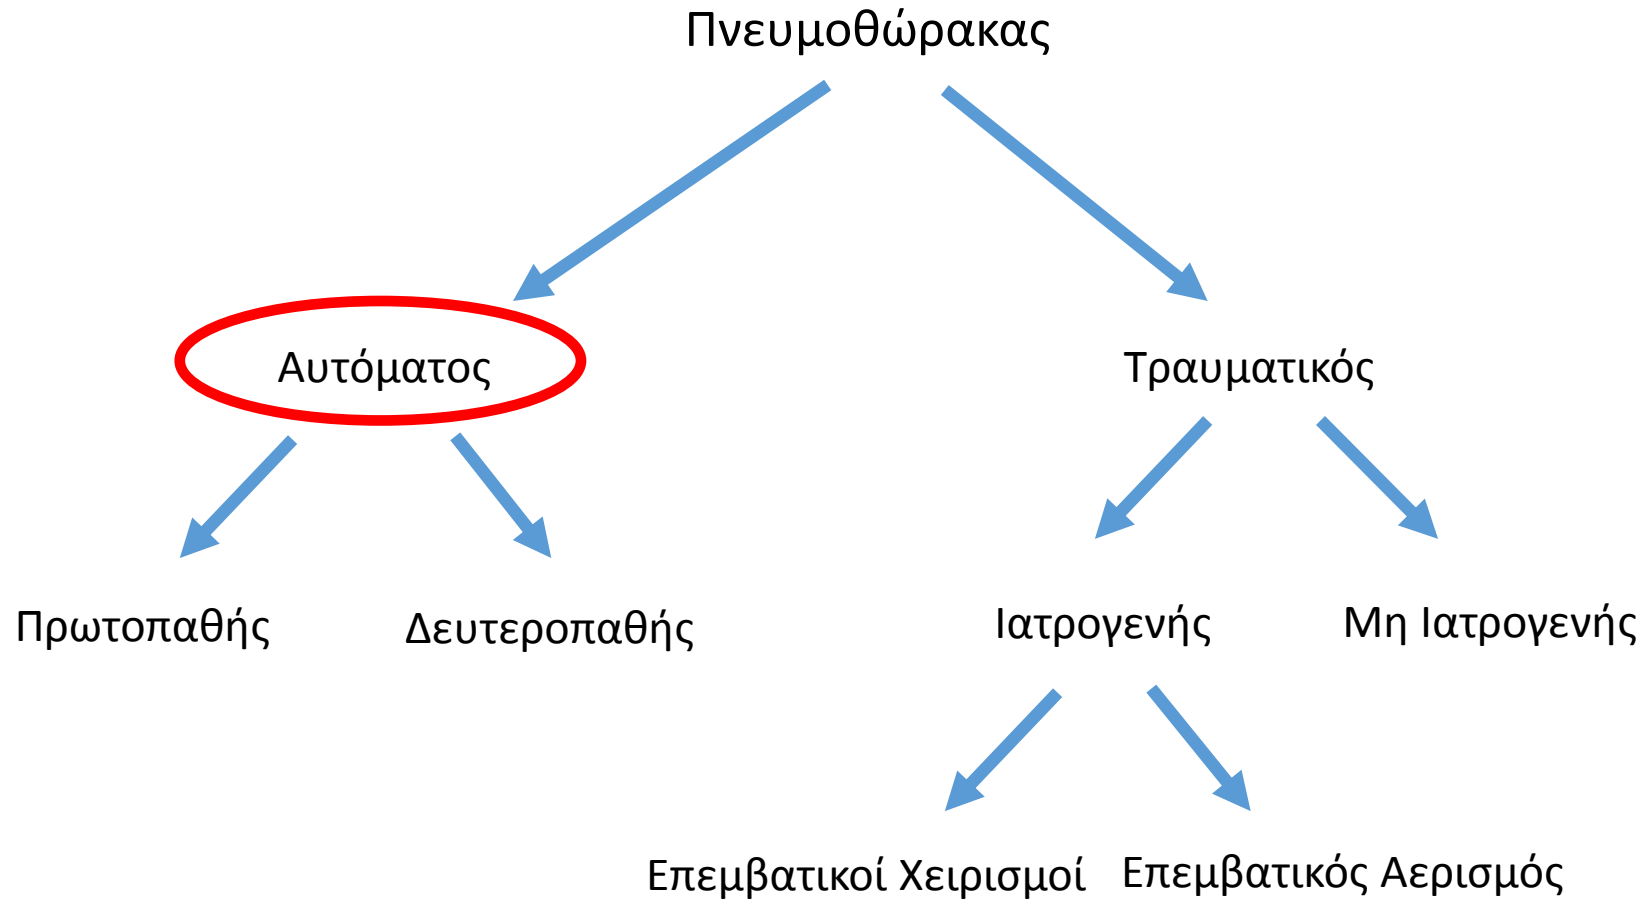 Πνευμοθώρακας
Αυτόματος
Τραυματικός
Πρωτοπαθής
Δευτεροπαθής
Ιατρογενής
Μη Ιατρογενής
Επεμβατικοί Χειρισμοί
Επεμβατικός Αερισμός